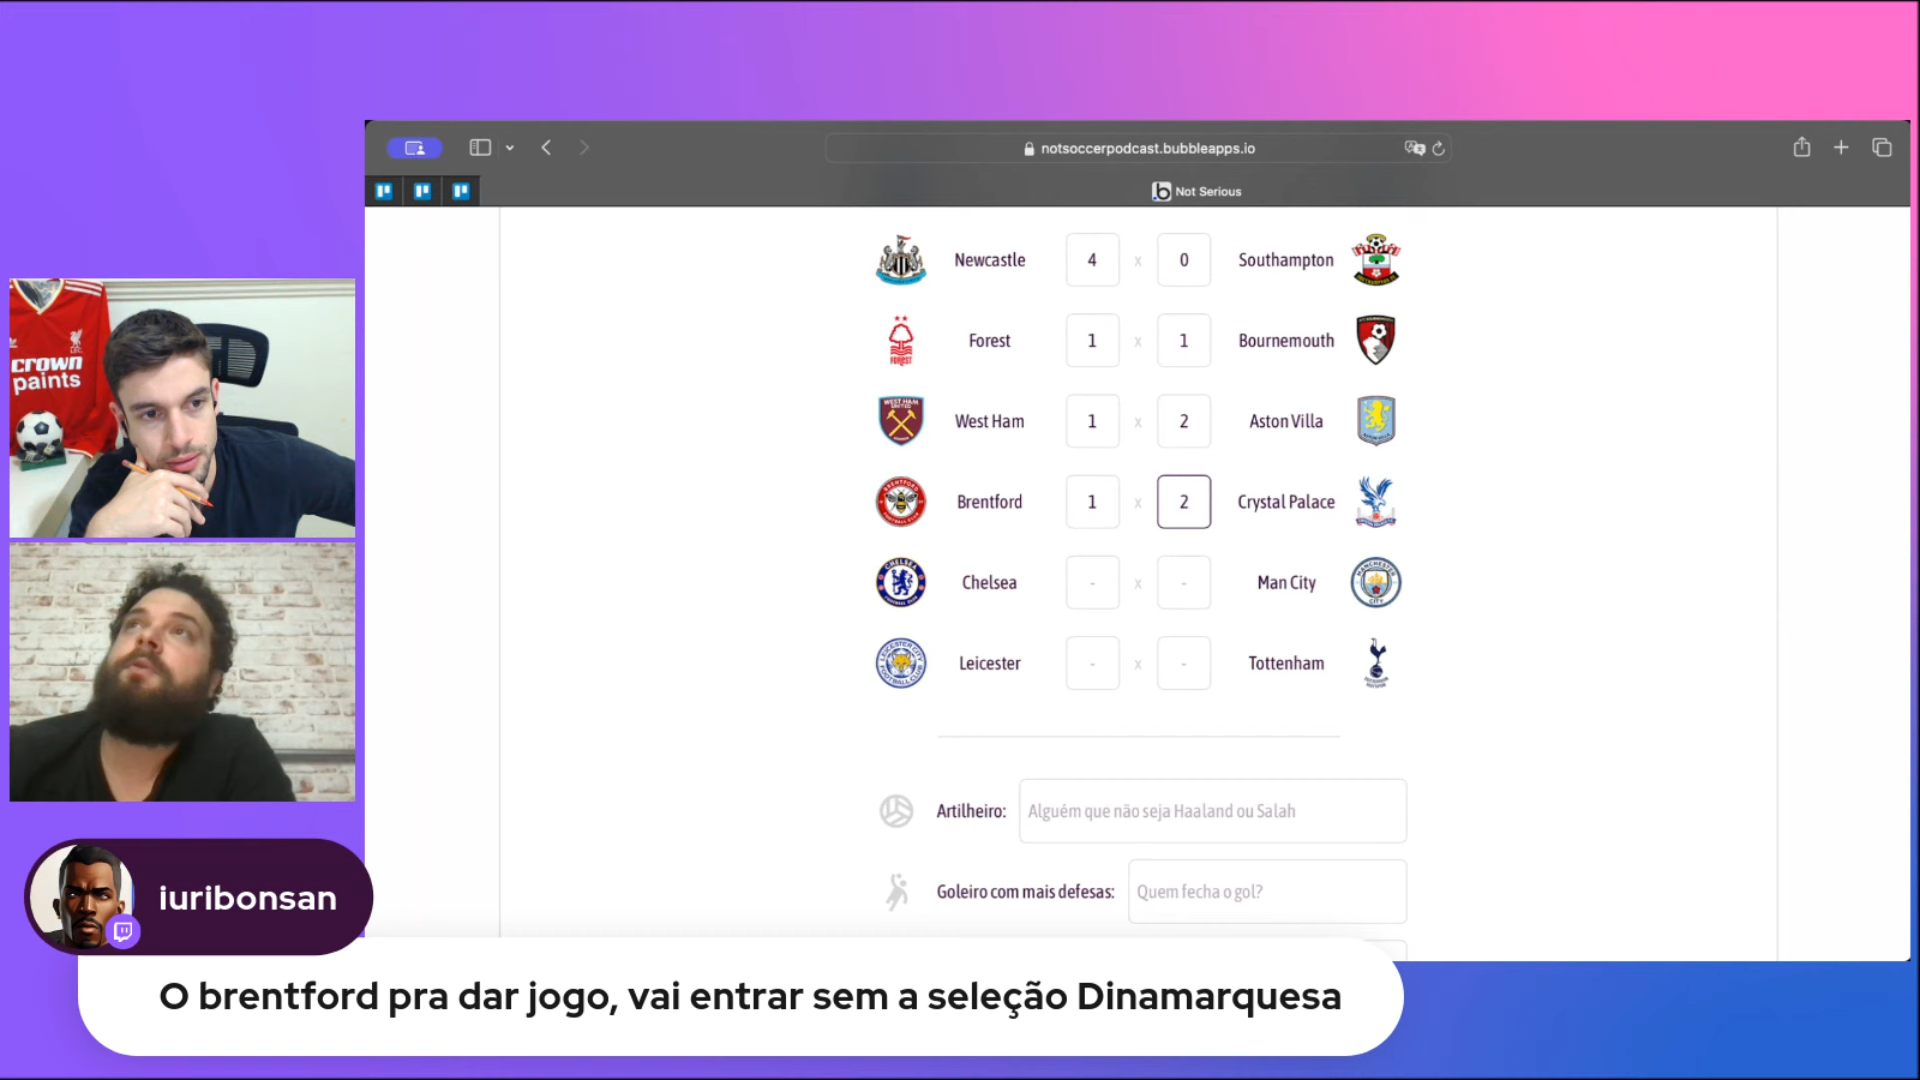 notsoccerpodcast.bubbleapps.io
Not Serious
Newcastle 4 x 0 Southampton
Forest 1 x 1 Bournemouth
West Ham 1 x 2 Aston Villa
Brentford 1 x 2 Crystal Palace
Chelsea - x - Man City
Leicester - x - Tottenham
Artilheiro: Alguém que não seja Haaland ou Salah
Goleiro com mais defesas: Quem fecha o gol?
crown
paints
iuribonsan
O brentford pra dar jogo, vai entrar sem a seleção Dinamarquesa